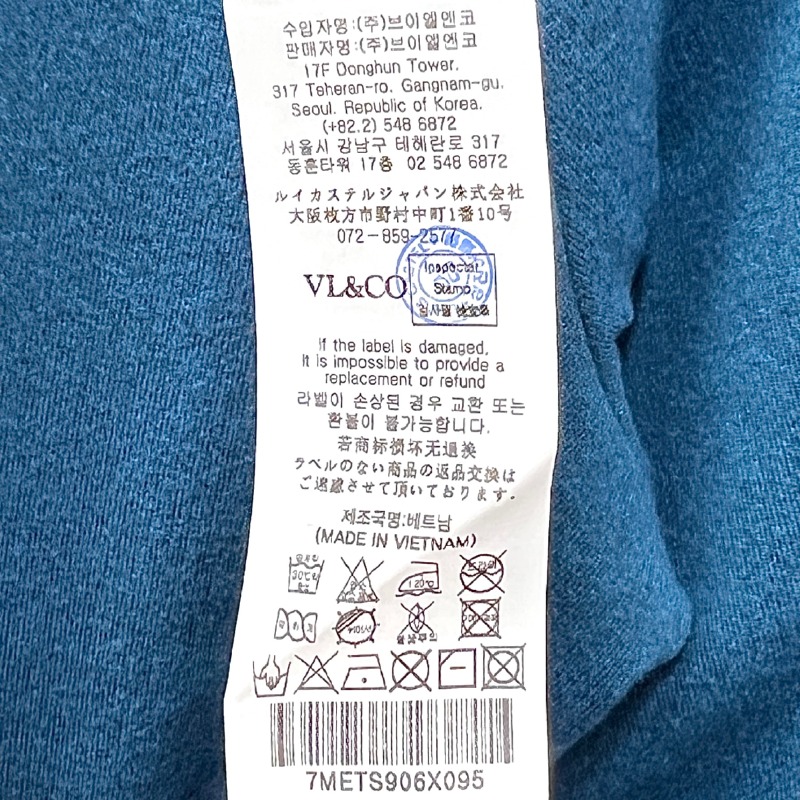 수입자명:(주)브이엘엔코
판매자명:(주)브이엘엔코
17F Donghun Tower.
317 Teheran-ro. Gangnam-gu.
Seoul. Republic of Korea.
(+82.2) 548 6872
서울시 강남구 테헤란로 317
동훈타워 17층 02 548 6872
ルイカステルジャパン株式会社
大阪枚方市野村中町1番10号
072-859-2577
VL&CO
Inspector
Stamp
If the label is damaged,
It is impossible to provide a
replacement or refund
라벨이 손상된 경우 교환 또는
환불이 불가능합니다.
若商标损坏无退换
ラベルのない商品の返品交換は
ご遠慮させて頂いております。
제조국명:베트남
(MADE IN VIETNAM)
30℃
120℃
드라이
7METS906X095